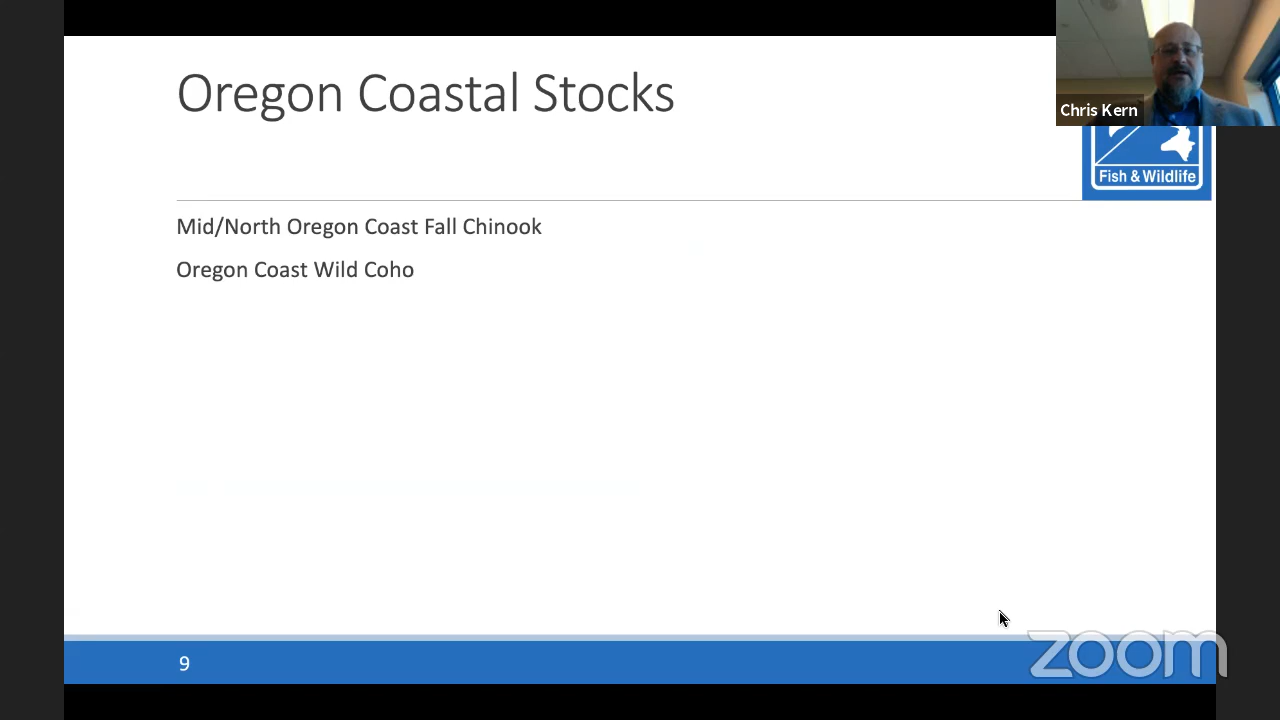 Oregon Coastal Stocks
Chris Kern
Fish & Wildlife
Mid/North Oregon Coast Fall Chinook
Oregon Coast Wild Coho
9
zoom